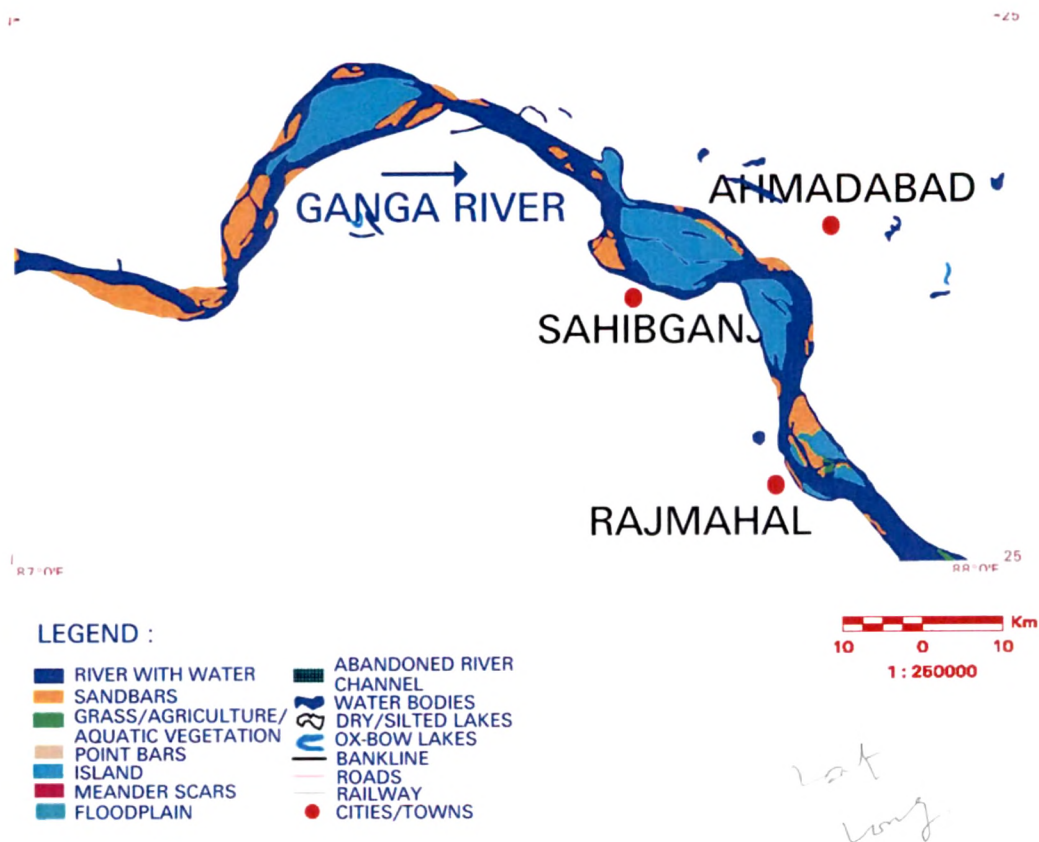 -25
AHMADABAD
GANGA RIVER
SAHIBGANJ
RAJMAHAL
25
87°0'E
88°0'E
LEGEND :
RIVER WITH WATER
SANDBARS
GRASS/AGRICULTURE/
AQUATIC VEGETATION
POINT BARS
ISLAND
MEANDER SCARS
FLOODPLAIN
ABANDONED RIVER
CHANNEL
WATER BODIES
DRY/SILTED LAKES
OX-BOW LAKES
BANKLINE
ROADS
RAILWAY
CITIES/TOWNS
Km
10 0 10
1 : 250000
Lat
Long